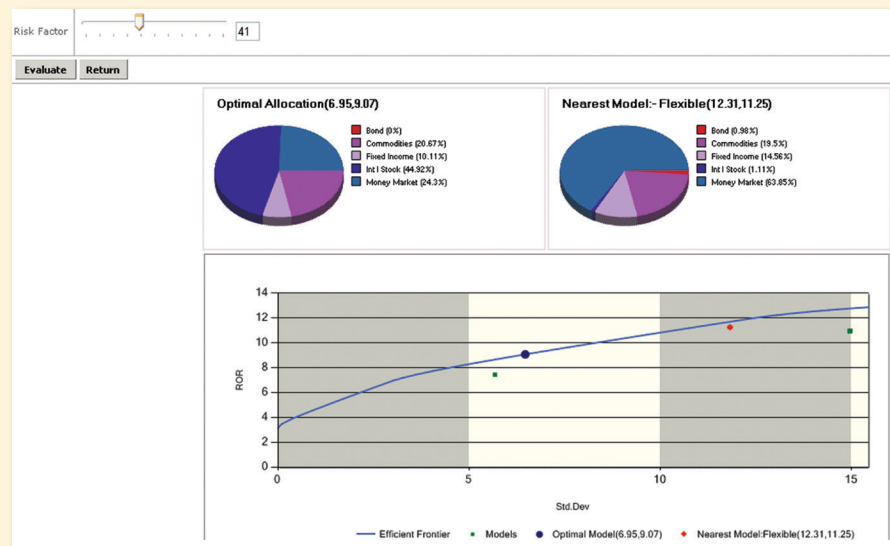 Risk Factor
41
Evaluate Return
Optimal Allocation(6.95,9.07)
Bond (0%)
Commodities (20.67%)
Fixed Income (10.11%)
Int l Stock (44.92%)
Money Market (24.3%)
Nearest Model:- Flexible(12.31,11.25)
Bond (0.98%)
Commodities (19.5%)
Fixed Income (14.56%)
Int l Stock (1.11%)
Money Market (63.85%)
14
12
10
8
6
4
2
0
ROR
0 5 10 15
Std.Dev
Efficient Frontier Models Optimal Model(6.95,9.07) Nearest Model:Flexible(12.31,11.25)